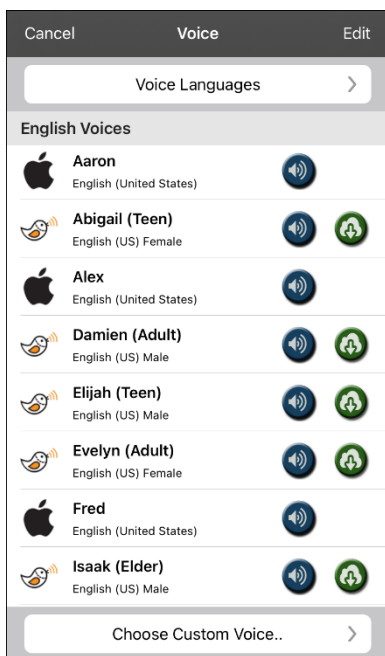 Cancel Voice Edit
Voice Languages
English Voices
Aaron
English (United States)
Abigail (Teen)
English (US) Female
Alex
English (United States)
Damien (Adult)
English (US) Male
Elijah (Teen)
English (US) Male
Evelyn (Adult)
English (US) Female
Fred
English (United States)
Isaak (Elder)
English (US) Male
Choose Custom Voice..